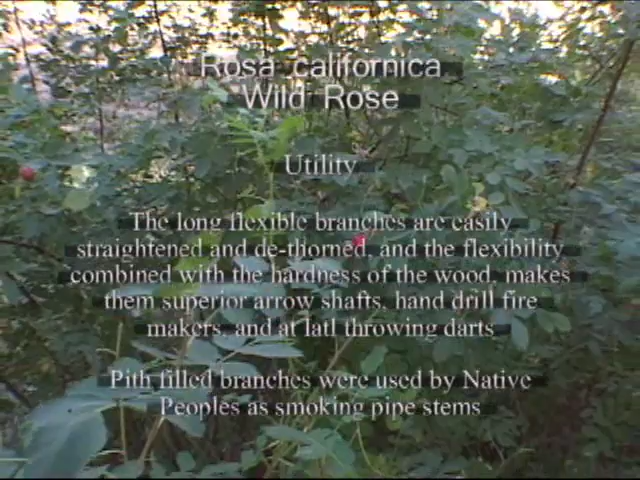 Rosa californica
Wild Rose
Utility
The long flexible branches are easily
straightened and de-thorned, and the flexibility
combined with the hardness of the wood, makes
them superior arrow shafts, hand drill fire
makers, and at latl throwing darts
Pith filled branches were used by Native
Peoples as smoking pipe stems